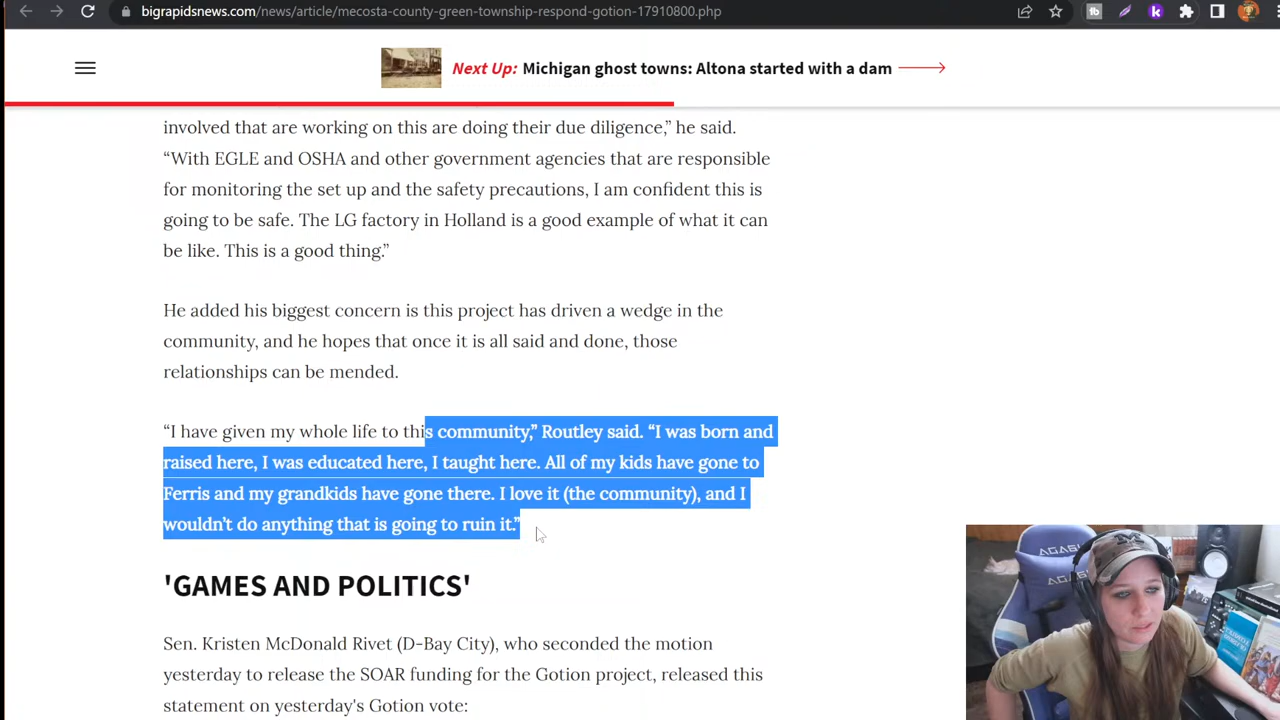 bigrapidsnews.com/news/article/mecosta-county-green-township-respond-gotion-17910800.php
Next Up: Michigan ghost towns: Altona started with a dam
involved that are working on this are doing their due diligence,” he said.
“With EGLE and OSHA and other government agencies that are responsible
for monitoring the set up and the safety precautions, I am confident this is
going to be safe. The LG factory in Holland is a good example of what it can
be like. This is a good thing.”
He added his biggest concern is this project has driven a wedge in the
community, and he hopes that once it is all said and done, those
relationships can be mended.
“I have given my whole life to this community,” Routley said. “I was born and
raised here, I was educated here, I taught here. All of my kids have gone to
Ferris and my grandkids have gone there. I love it (the community), and I
wouldn’t do anything that is going to ruin it.”
'GAMES AND POLITICS'
Sen. Kristen McDonald Rivet (D-Bay City), who seconded the motion
yesterday to release the SOAR funding for the Gotion project, released this
statement on yesterday's Gotion vote: